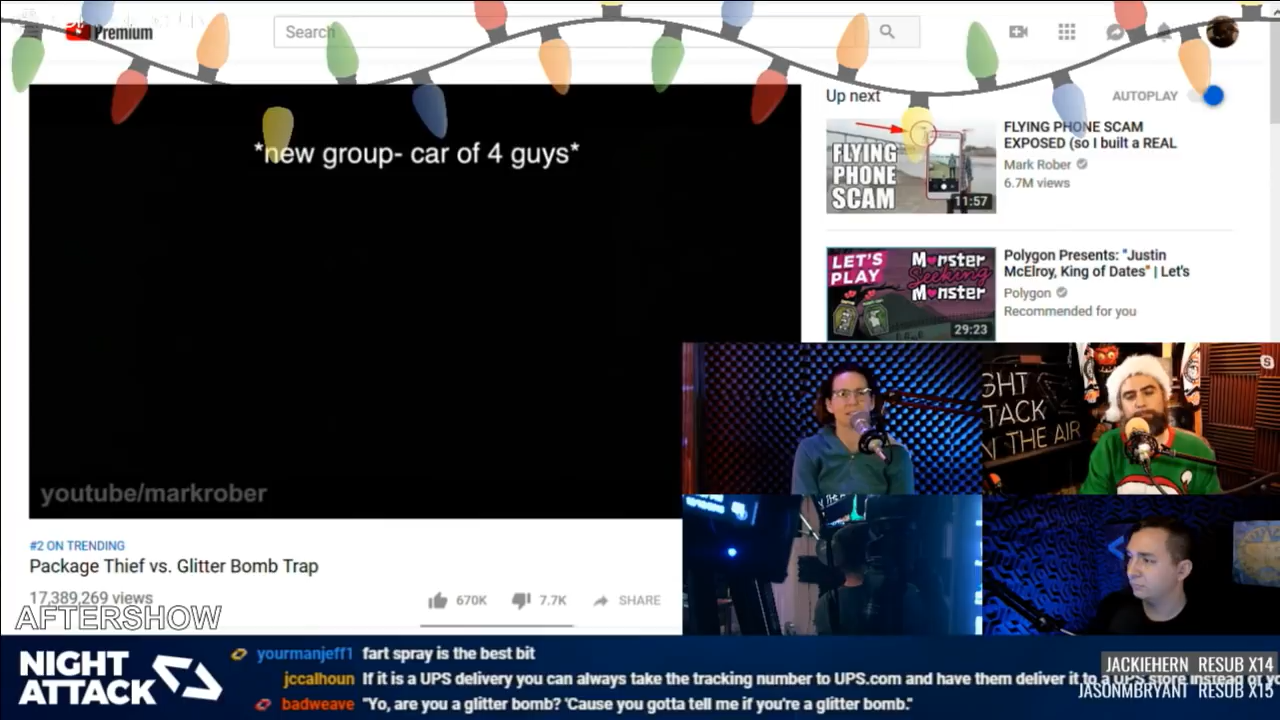 Premium
Search
*new group- car of 4 guys*
youtube/markrober
#2 ON TRENDING
Package Thief vs. Glitter Bomb Trap
17,389,269 views
670K
7.7K
SHARE
AFTERSHOW
Up next
AUTOPLAY
FLYING PHONE SCAM
11:57
FLYING PHONE SCAM
EXPOSED (so I built a REAL
Mark Rober
6.7M views
LET'S PLAY
Monster Seeking Monster
29:23
Polygon Presents: "Justin
McElroy, King of Dates" | Let's
Polygon
Recommended for you
GHT
TACK
N THE AIR
NIGHT
ATTACK
yourmanjeff1 fart spray is the best bit
jccalhoun If it is a UPS delivery you can always take the tracking number to UPS.com and have them deliver it to a UPS store instead of yo
badweave "Yo, are you a glitter bomb? 'Cause you gotta tell me if you're a glitter bomb."
JACKIEHERN RESUB X14
JASONMBRYANT RESUB X15